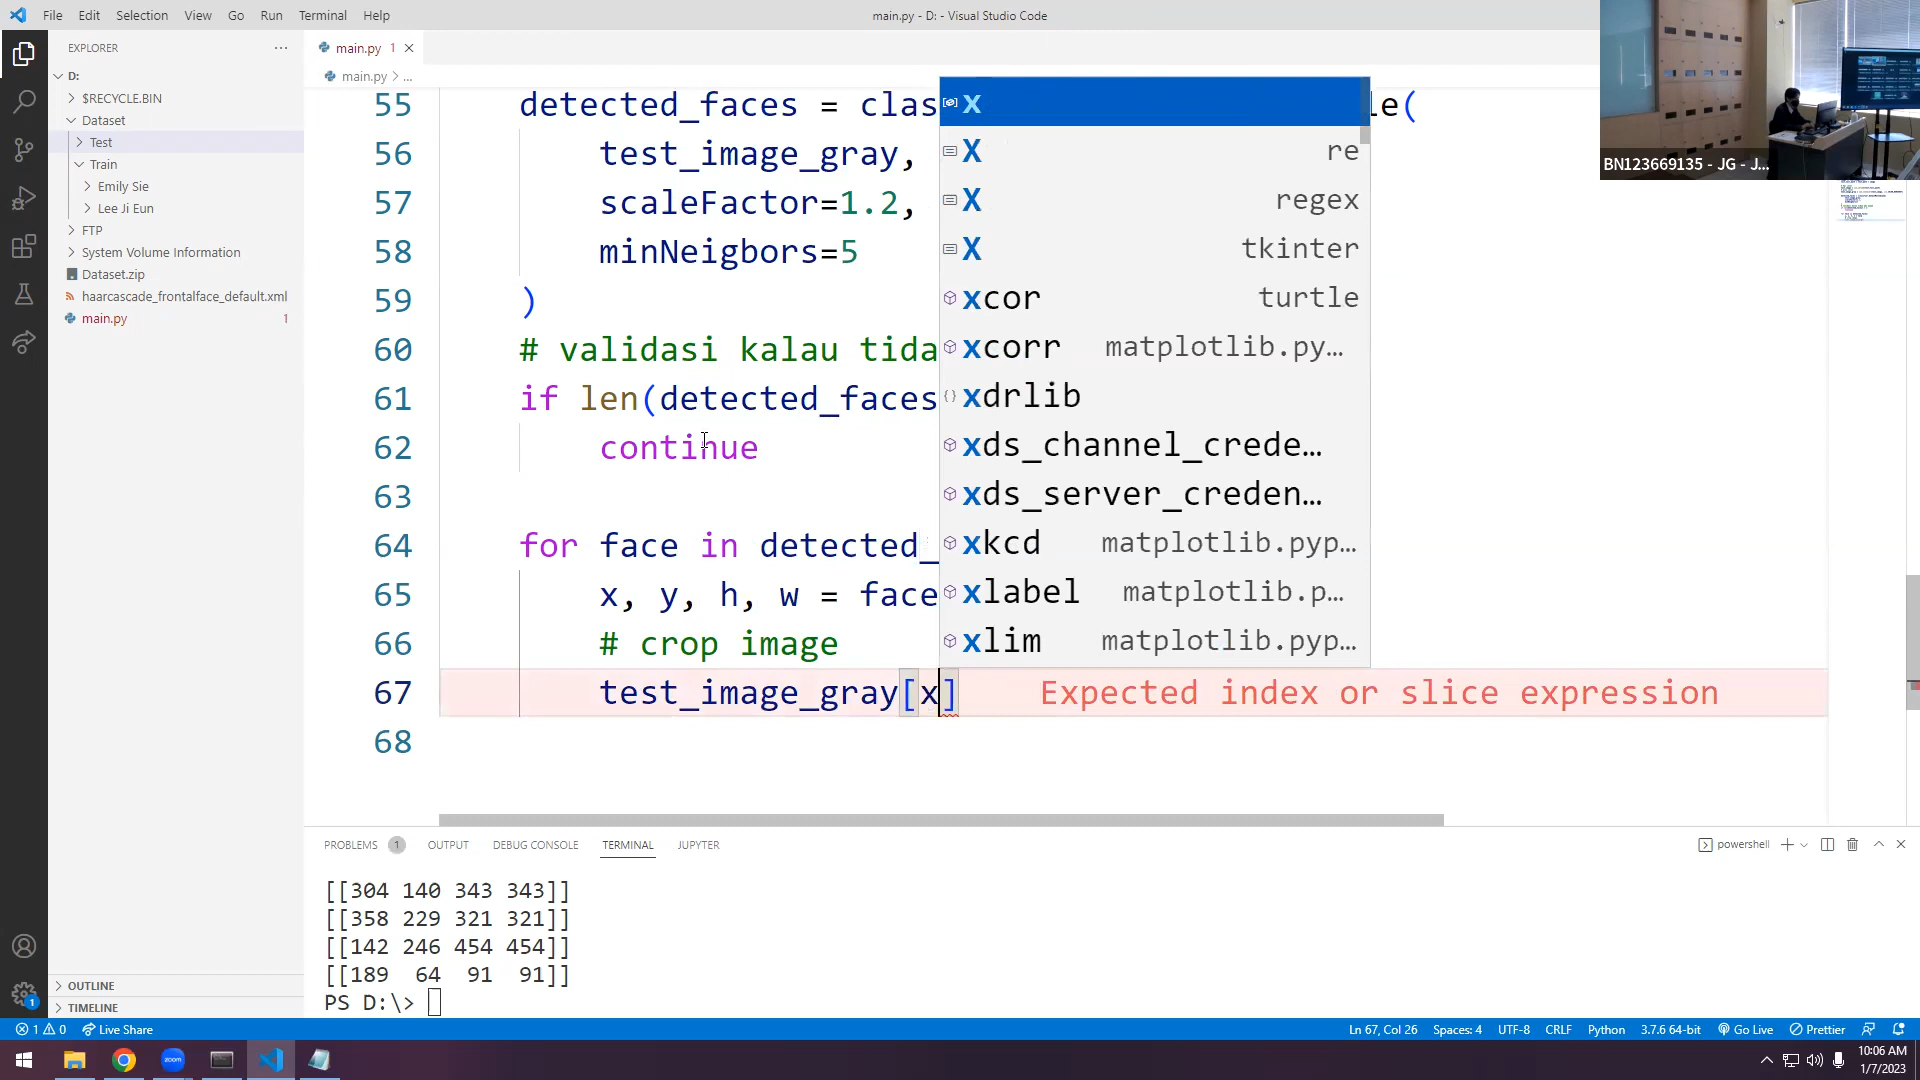 File Edit Selection View Go Run Terminal Help
main.py - D: - Visual Studio Code
EXPLORER
D:
$RECYCLE.BIN
Dataset
Test
Train
Emily Sie
Lee Ji Eun
FTP
System Volume Information
Dataset.zip
haarcascade_frontalface_default.xml
main.py 1
OUTLINE
TIMELINE
main.py 1
main.py > ...
55 detected_faces = clas le(
56 test_image_gray,
57 scaleFactor=1.2,
58 minNeigbors=5
59 )
60 # validasi kalau tida
61 if len(detected_faces
62 continue
63
64 for face in detected_
65 x, y, h, w = face
66 # crop image
67 test_image_gray[x] Expected index or slice expression
68
x
X re
X regex
X tkinter
xcor turtle
xcorr matplotlib.py…
xdrlib
xds_channel_crede…
xds_server_creden…
xkcd matplotlib.pyp…
xlabel matplotlib.p…
xlim matplotlib.pyp…
BN123669135 - JG - J...
PROBLEMS 1 OUTPUT DEBUG CONSOLE TERMINAL JUPYTER
powershell
[[304 140 343 343]]
[[358 229 321 321]]
[[142 246 454 454]]
[[189  64  91  91]]
PS D:\>
1
1 0 Live Share
Ln 67, Col 26 Spaces: 4 UTF-8 CRLF Python 3.7.6 64-bit Go Live Prettier
zoom
10:06 AM
1/7/2023